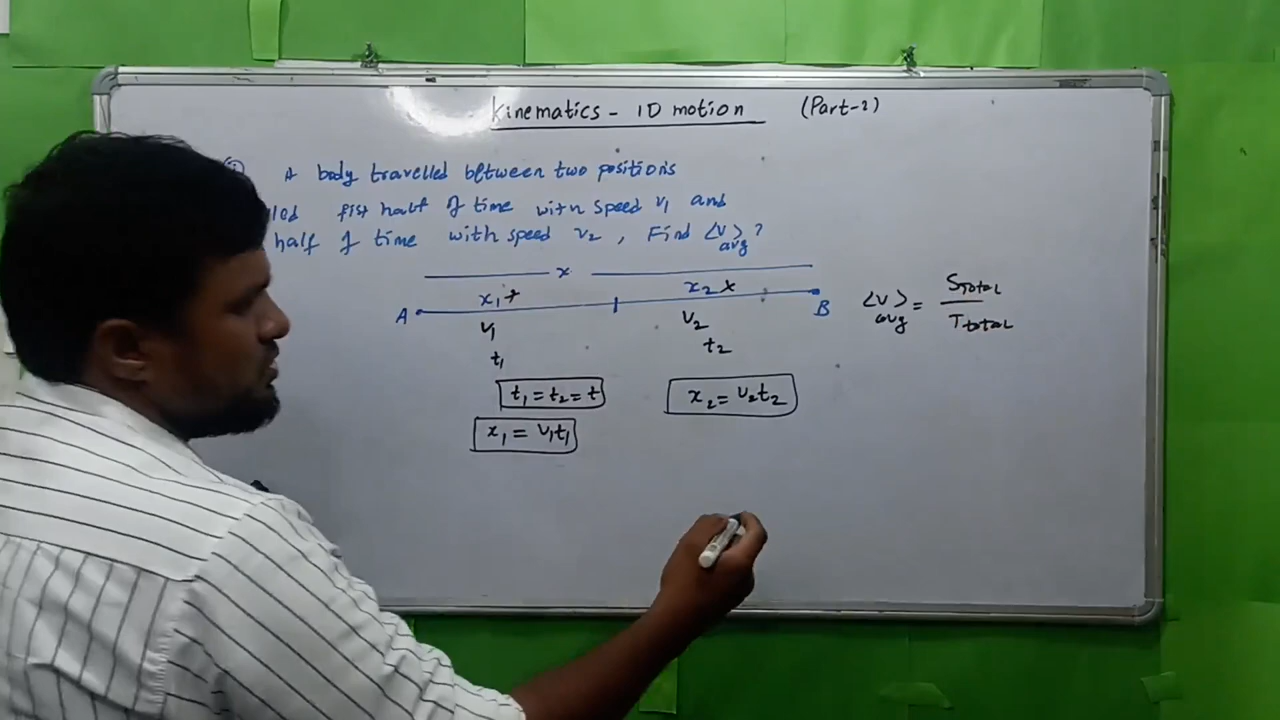 Kinematics - 1D motion (Part-2)
A body travelled between two positions
lled fist half of time with speed v₁ and
half of time with speed v₂, Find <v>avg?
x
x₁ x₂
A B
v₁ v₂
t₁ t₂
<v>avg = STotal / Ttotal
t₁ = t₂ = t
x₂ = v₂t₂
x₁ = v₁t₁